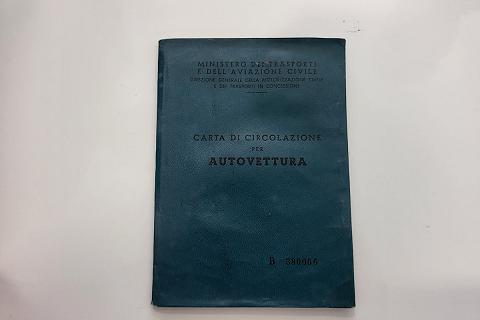 MINISTERO DEI TRASPORTI
E DELL'AVIAZIONE CIVILE
DIREZIONE GENERALE DELLA MOTORIZZAZIONE CIVILE
E DEI TRASPORTI IN CONCESSIONE
CARTA DI CIRCOLAZIONE
PER
AUTOVETTURA
B